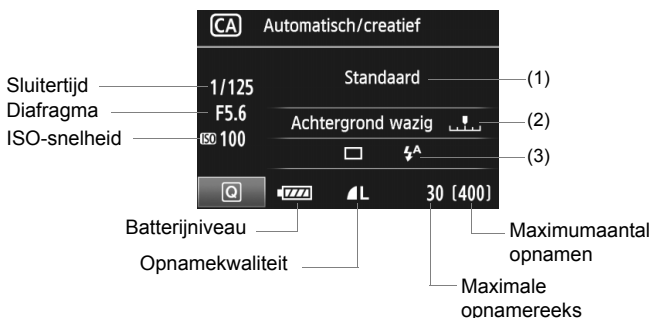 CA Automatisch/creatief
Sluitertijd
1/125
Standaard
(1)
Diafragma
F5.6
Achtergrond wazig
(2)
ISO-snelheid
ISO 100
A
(3)
Q
L
30 [400]
Batterijniveau
Maximumaantal
opnamen
Opnamekwaliteit
Maximale
opnamereeks